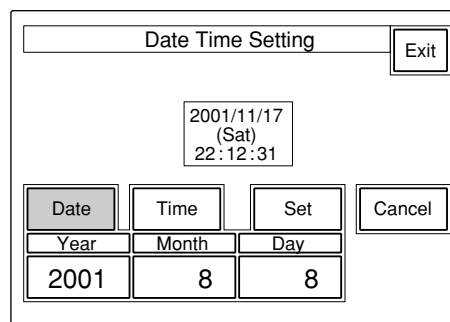 Date Time Setting
Exit
2001/11/17
(Sat)
22:12:31
Date Time Set Cancel
Year Month Day
2001 8 8